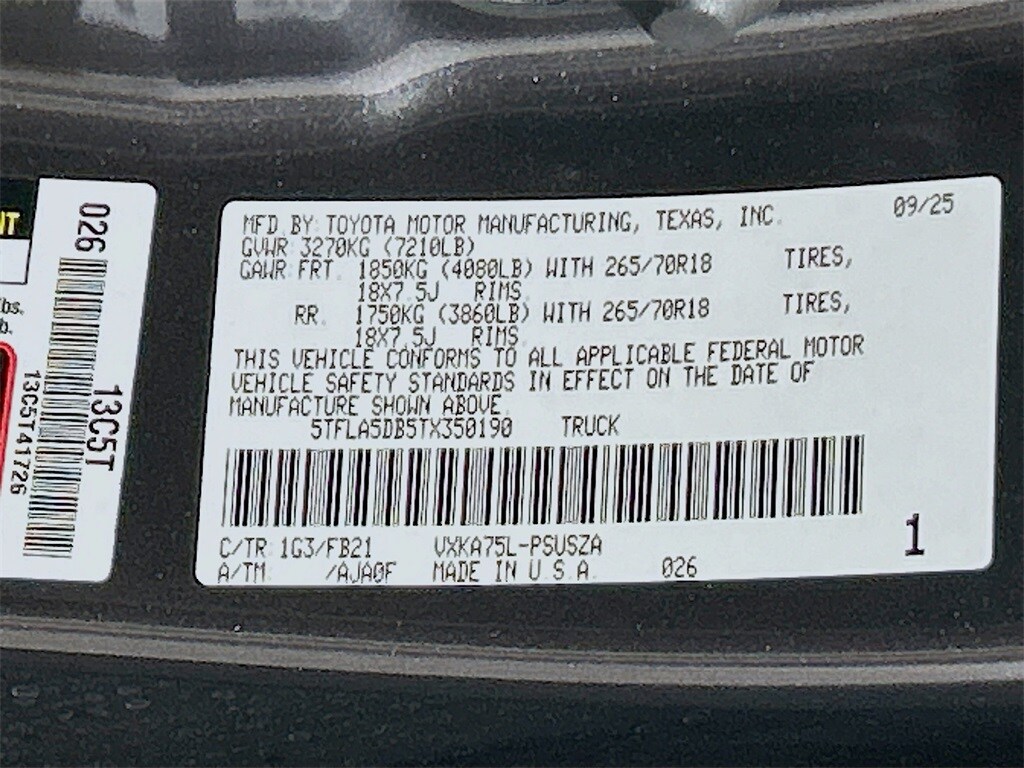 NT
lbs.
b.
026
13C5T
13C5T41726
MFD. BY: TOYOTA MOTOR MANUFACTURING, TEXAS, INC. 09/25
GVWR: 3270KG (7210LB)
GAWR: FRT. 1850KG (4080LB) WITH 265/70R18 TIRES,
18X7.5J RIMS.
RR. 1750KG (3860LB) WITH 265/70R18 TIRES,
18X7.5J RIMS.
THIS VEHICLE CONFORMS TO ALL APPLICABLE FEDERAL MOTOR
VEHICLE SAFETY STANDARDS IN EFFECT ON THE DATE OF
MANUFACTURE SHOWN ABOVE.
5TFLA5DB5TX350190 TRUCK
C/TR: 1G3/FB21 VXKA75L-PSUSZA 1
A/TM: /AJA0F MADE IN U.S.A. 026